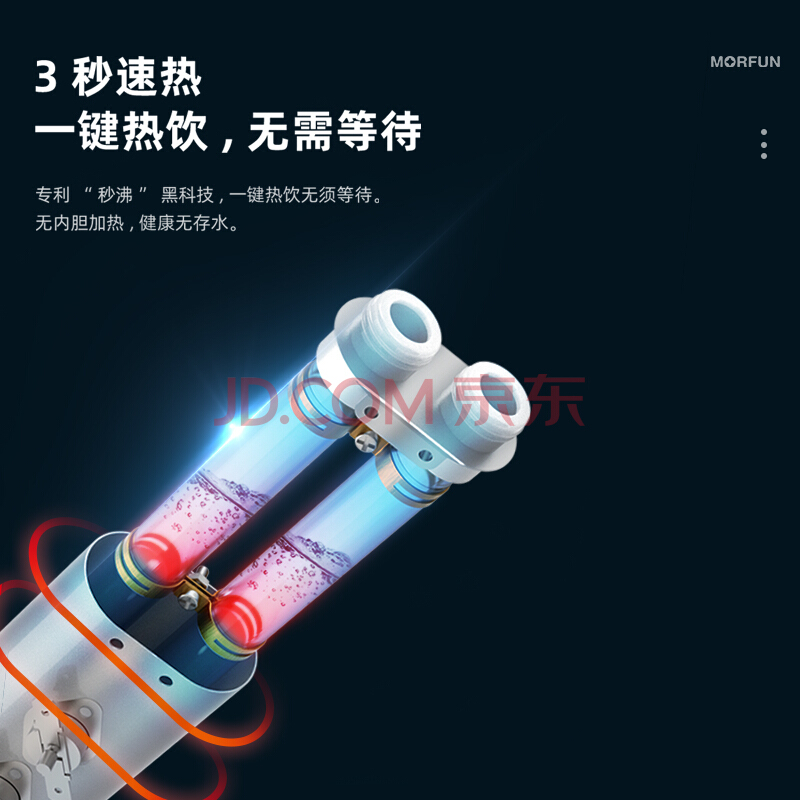 3 秒速热
MORFUN
一键热饮 , 无需等待
专利 “ 秒沸 ” 黑科技 , 一键热饮无须等待。
无内胆加热 , 健康无存水。
JD.COM 京东